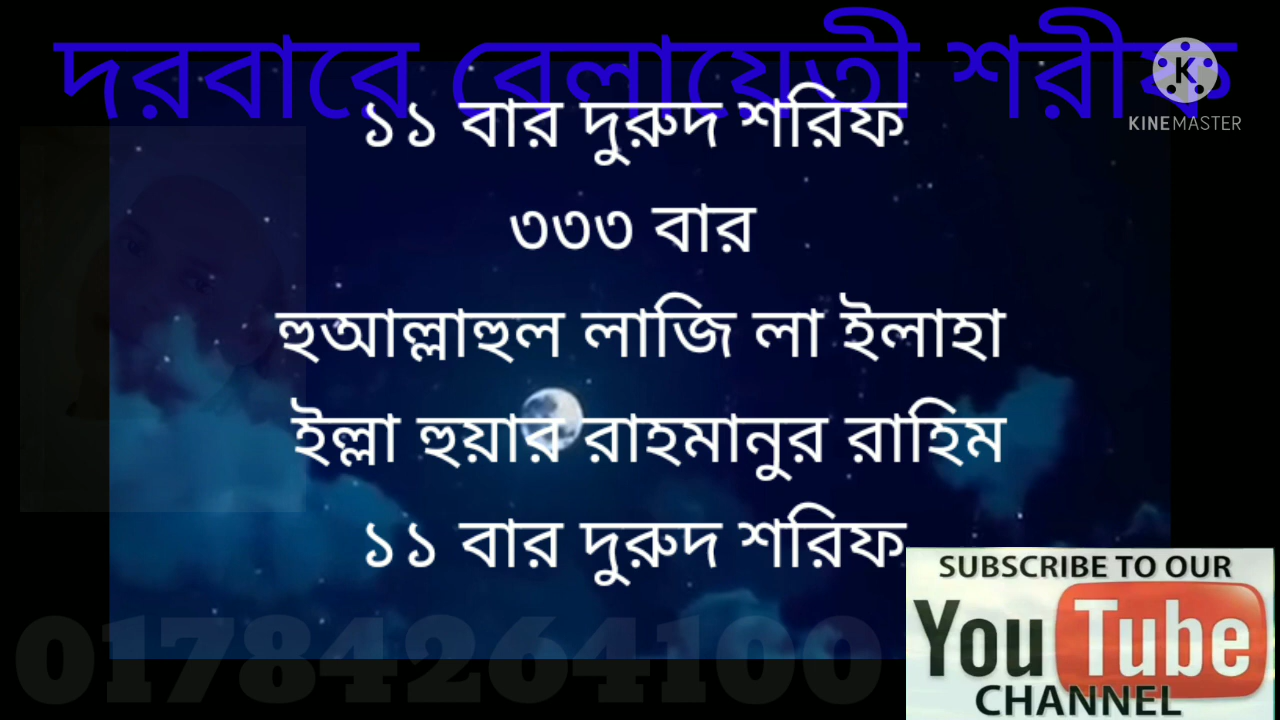 দরবারে বেলায়েতী শরীফ
K
KINEMASTER
১১ বার দুরুদ শরিফ
৩৩৩ বার
হুআল্লাহুল লাজি লা ইলাহা
ইল্লা হুয়ার রাহমানুর রাহিম
১১ বার দুরুদ শরিফ
SUBSCRIBE TO OUR
YouTube
CHANNEL
01784264100